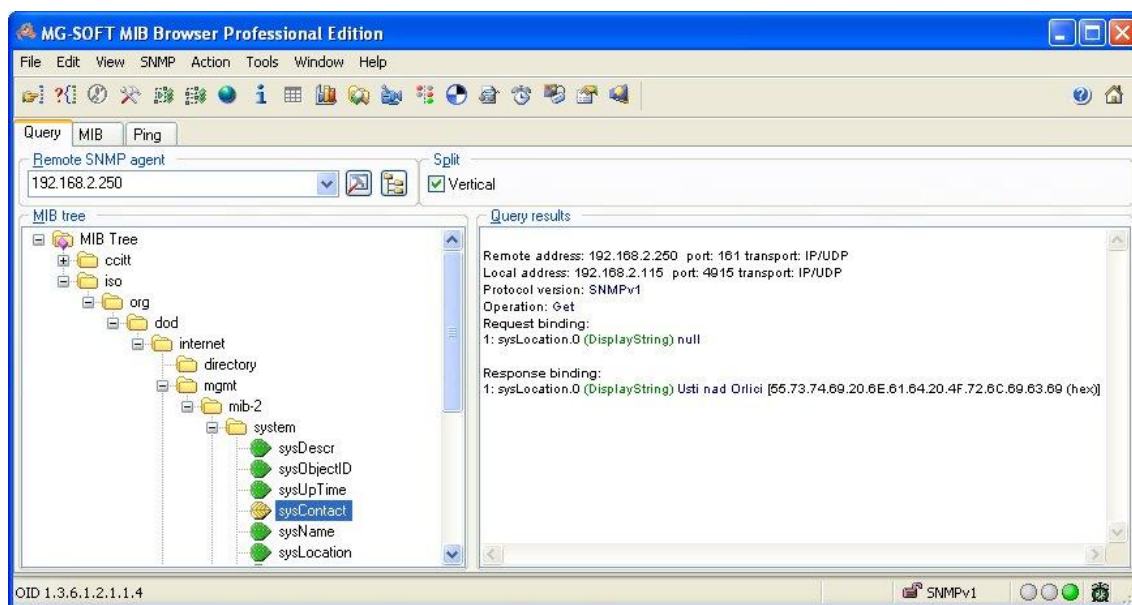 MG-SOFT MIB Browser Professional Edition
File Edit View SNMP Action Tools Window Help
Query MIB Ping
Remote SNMP agent
192.168.2.250
Split
Vertical
MIB tree
MIB Tree
ccitt
iso
org
dod
internet
directory
mgmt
mib-2
system
sysDescr
sysObjectID
sysUpTime
sysContact
sysName
sysLocation
Query results
Remote address: 192.168.2.250 port: 161 transport: IP/UDP
Local address: 192.168.2.115 port: 4915 transport: IP/UDP
Protocol version: SNMPv1
Operation: Get
Request binding:
1: sysLocation.0 (DisplayString) null
Response binding:
1: sysLocation.0 (DisplayString) Usti nad Orlici [55.73.74.69.20.6E.61.64.20.4F.72.6C.69.63.69 (hex)]
OID 1.3.6.1.2.1.1.4
SNMPv1